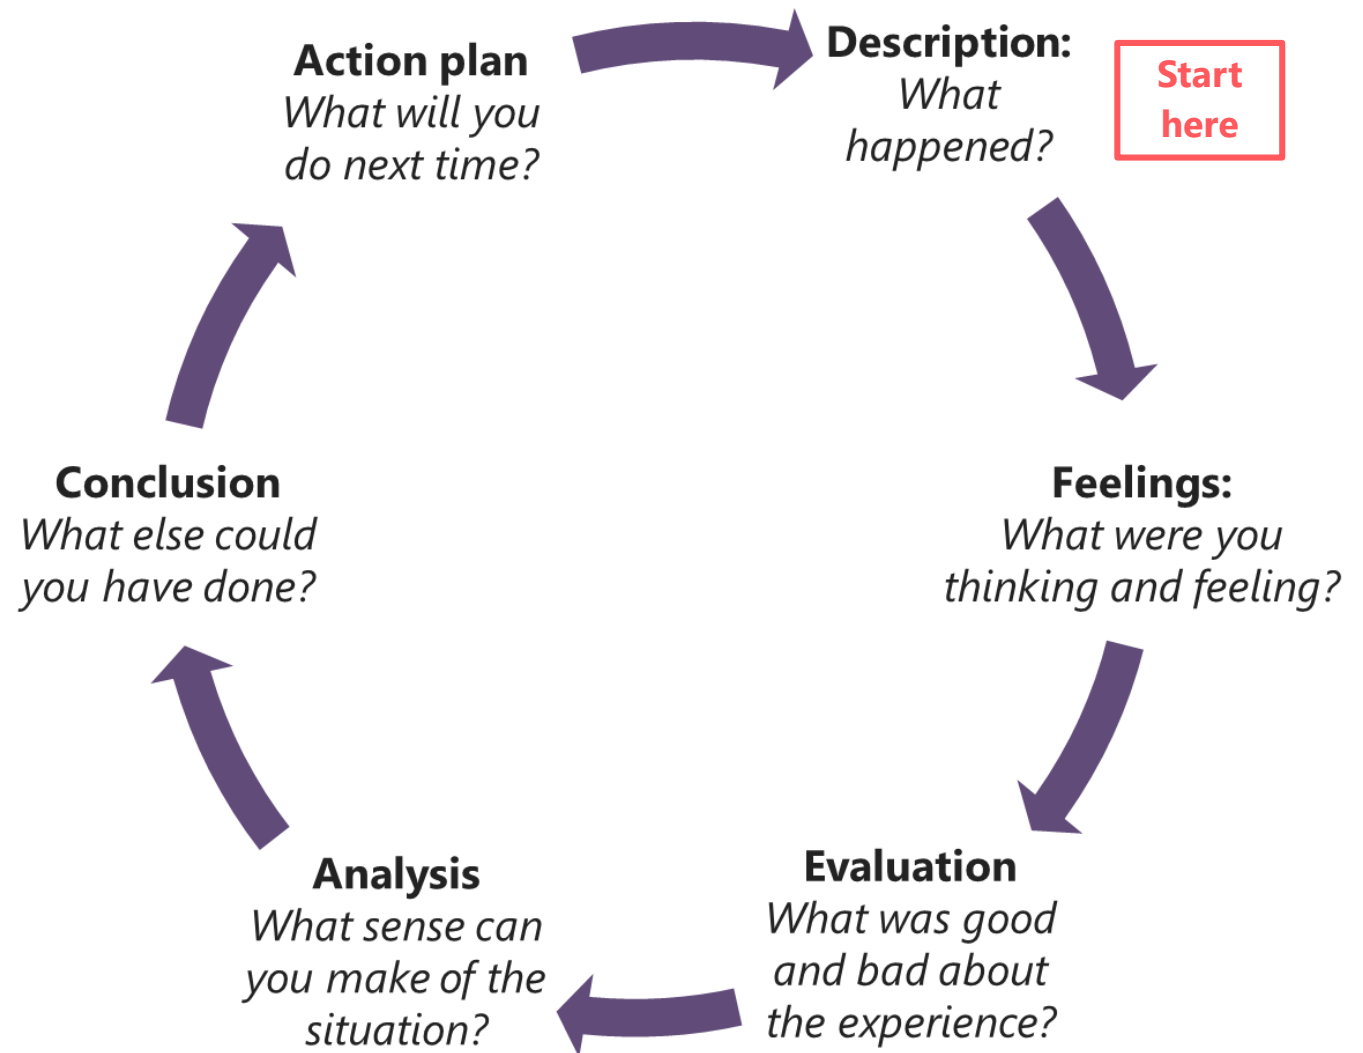 Description:
What
happened?
Start
here
Feelings:
What were you
thinking and feeling?
Evaluation
What was good
and bad about
the experience?
Analysis
What sense can
you make of the
situation?
Conclusion
What else could
you have done?
Action plan
What will you
do next time?